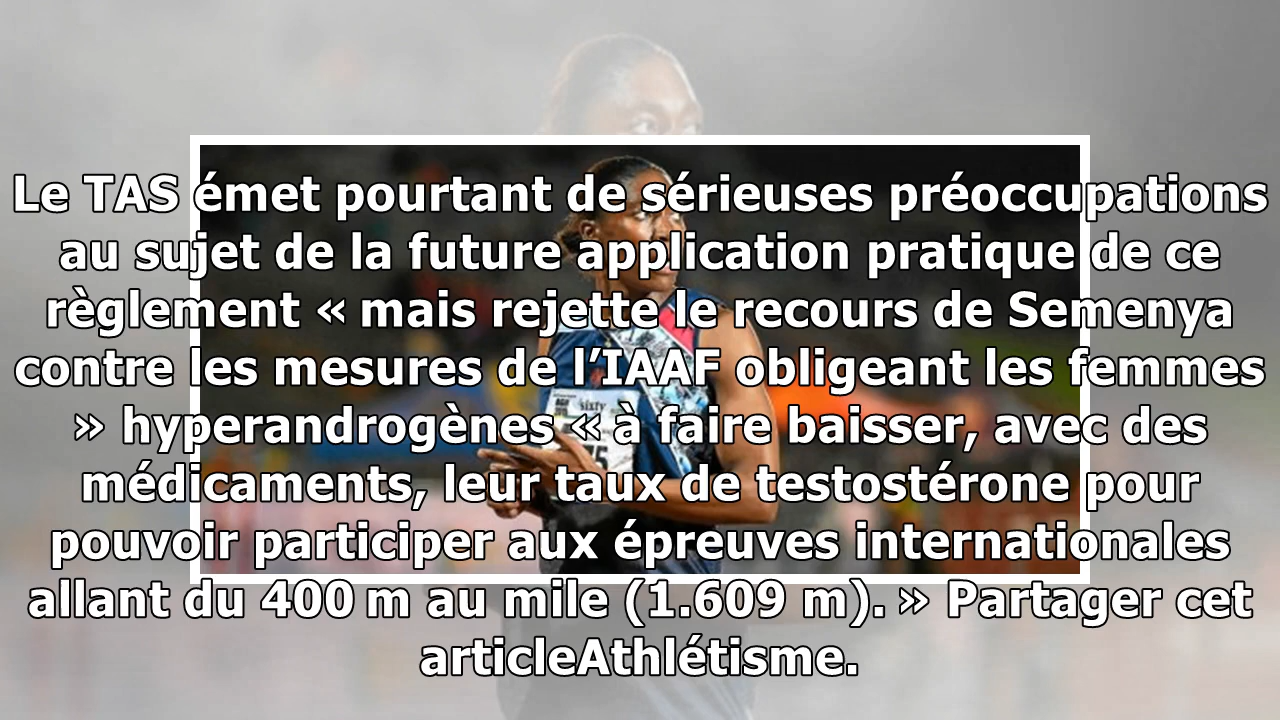 Le TAS émet pourtant de sérieuses préoccupations
au sujet de la future application pratique de ce
règlement « mais rejette le recours de Semenya
contre les mesures de l’IAAF obligeant les femmes
» hyperandrogènes « à faire baisser, avec des
médicaments, leur taux de testostérone pour
pouvoir participer aux épreuves internationales
allant du 400 m au mile (1.609 m). » Partager cet
articleAthlétisme.